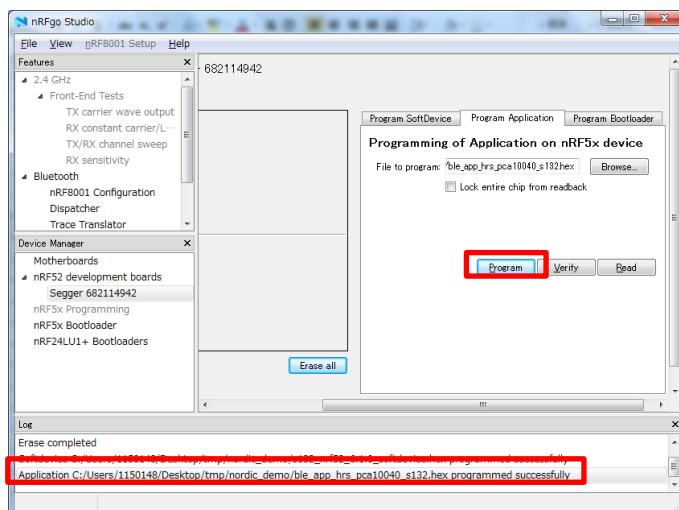 nRFgo Studio
File View nRF8001 Setup Help
Features
2.4 GHz
Front-End Tests
TX carrier wave output
RX constant carrier/L···
TX/RX channel sweep
RX sensitivity
Bluetooth
nRF8001 Configuration
Dispatcher
Trace Translator
Device Manager
Motherboards
nRF52 development boards
Segger 682114942
nRF5x Programming
nRF5x Bootloader
nRF24LU1+ Bootloaders
- 682114942
Erase all
Program SoftDevice Program Application Program Bootloader
Programming of Application on nRF5x device
File to program: /ble_app_hrs_pca10040_s132.hex Browse...
Lock entire chip from readback
Program Verify Read
Log
Erase completed
Application C:/Users/1150148/Desktop/tmp/nordic_demo/ble_app_hrs_pca10040_s132.hex programmed successfully